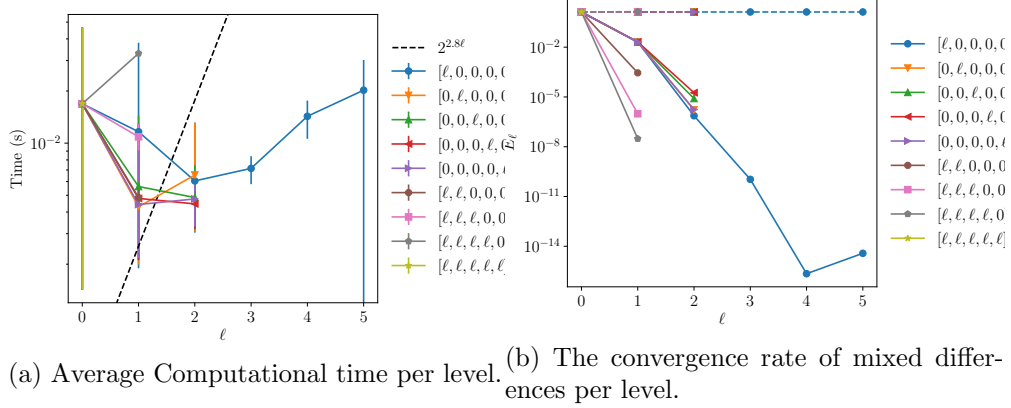 10^{-2}
Time (s)
0 1 2 3 4 5
ℓ
2^{2.8ℓ}
[ℓ, 0, 0, 0, 0
[0, ℓ, 0, 0, 0
[0, 0, ℓ, 0, 0
[0, 0, 0, ℓ, 0
[0, 0, 0, 0, ℓ
[ℓ, ℓ, 0, 0, 0
[ℓ, ℓ, ℓ, 0, 0
[ℓ, ℓ, ℓ, ℓ, 0
[ℓ, ℓ, ℓ, ℓ, ℓ]
(a) Average Computational time per level.
10^{-2}
10^{-5}
10^{-8}
10^{-11}
10^{-14}
E_ℓ
0 1 2 3 4 5
ℓ
[ℓ, 0, 0, 0, 0
[0, ℓ, 0, 0, 0
[0, 0, ℓ, 0, 0
[0, 0, 0, ℓ, 0
[0, 0, 0, 0, ℓ
[ℓ, ℓ, 0, 0, 0
[ℓ, ℓ, ℓ, 0, 0
[ℓ, ℓ, ℓ, ℓ, 0
[ℓ, ℓ, ℓ, ℓ, ℓ]
(b) The convergence rate of mixed differ-
ences per level.